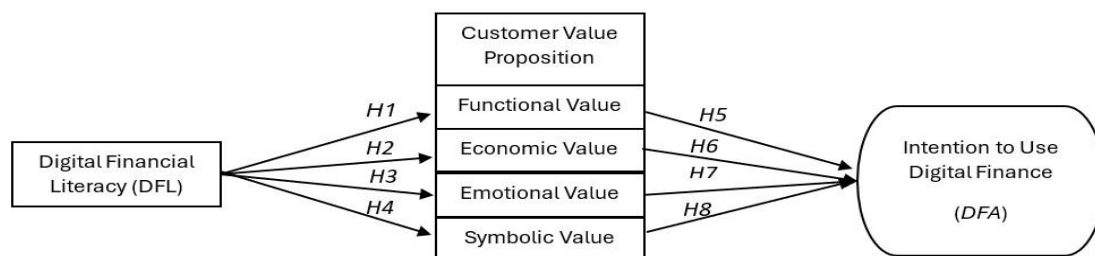 Digital Financial
Literacy (DFL)
H1
H2
H3
H4
Customer Value
Proposition
Functional Value
Economic Value
Emotional Value
Symbolic Value
H5
H6
H7
H8
Intention to Use
Digital Finance
(DFA)